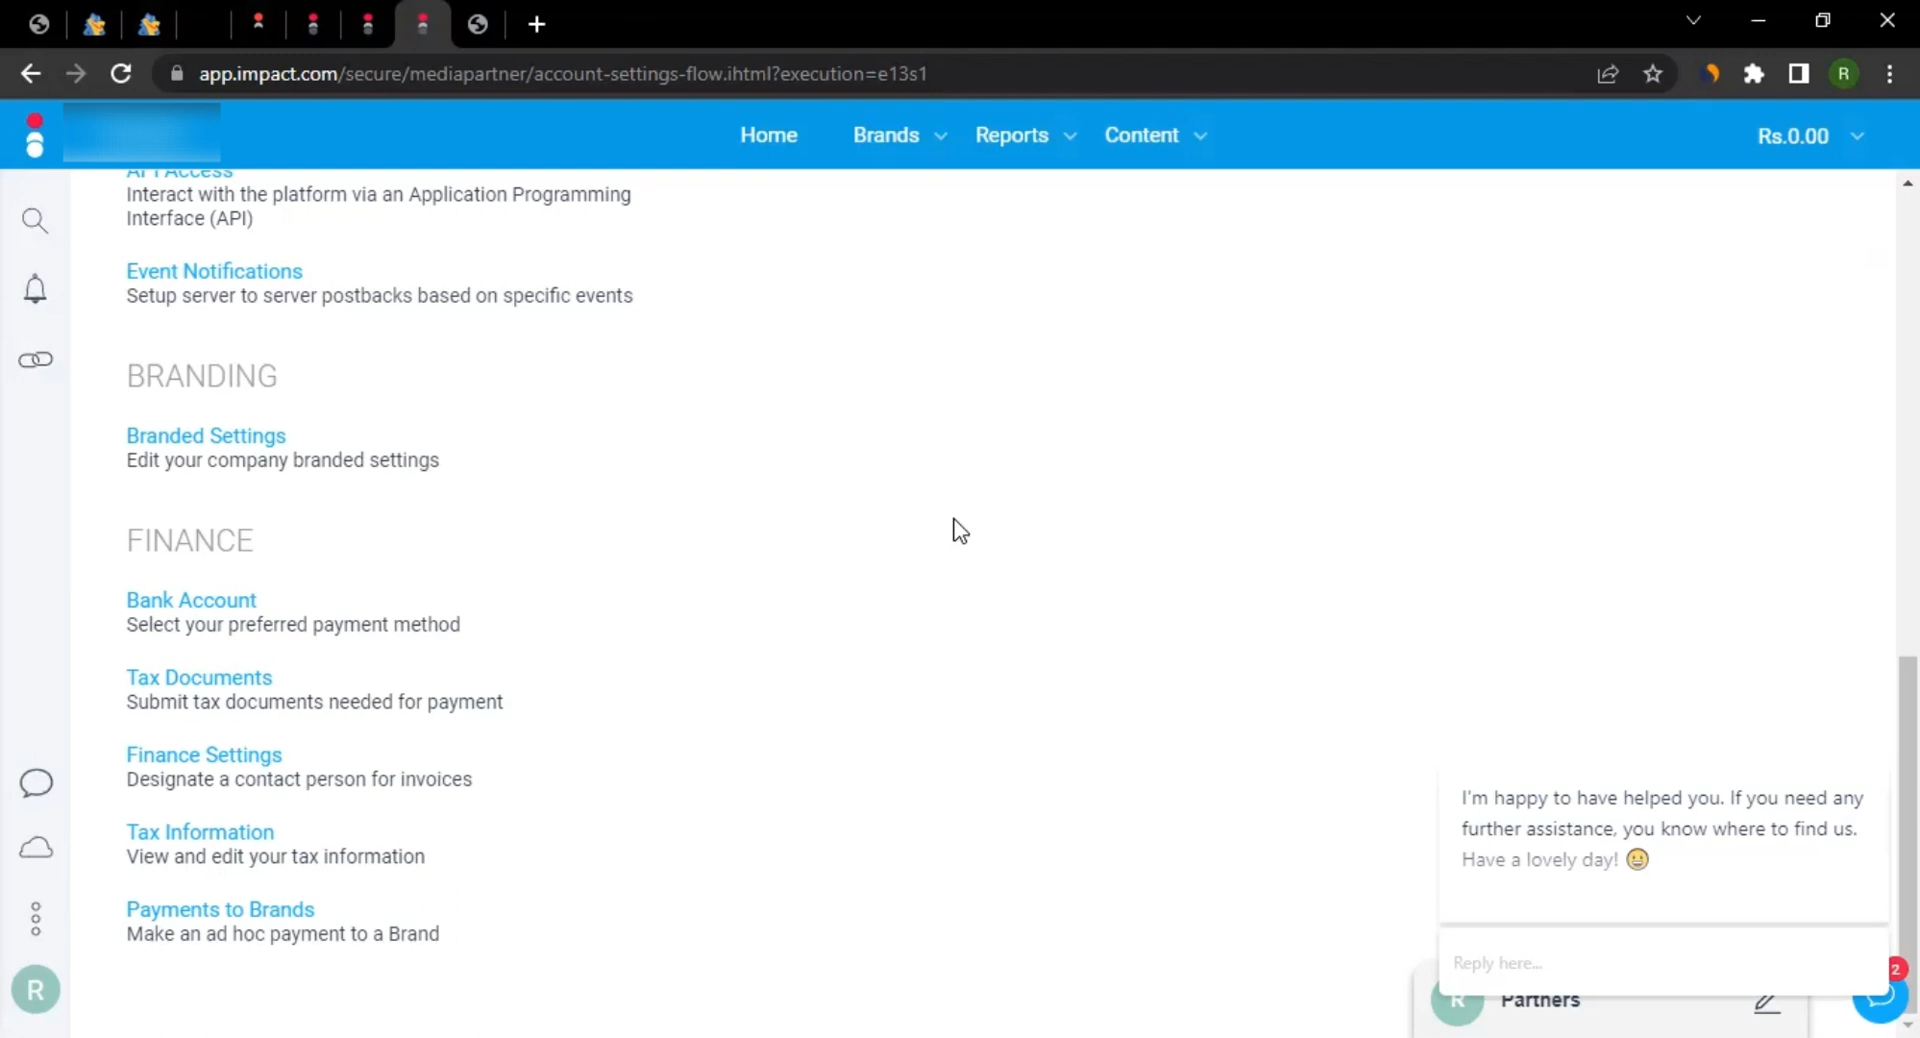 app.impact.com/secure/mediapartner/account-settings-flow.ihtml?execution=e13s1
R
Home
Brands
Reports
Content
Rs.0.00
API Access
Interact with the platform via an Application Programming
Interface (API)
Event Notifications
Setup server to server postbacks based on specific events
BRANDING
Branded Settings
Edit your company branded settings
FINANCE
Bank Account
Select your preferred payment method
Tax Documents
Submit tax documents needed for payment
Finance Settings
Designate a contact person for invoices
Tax Information
View and edit your tax information
Payments to Brands
Make an ad hoc payment to a Brand
R
I'm happy to have helped you. If you need any
further assistance, you know where to find us.
Have a lovely day! 😀
Reply here...
2
R
Partners